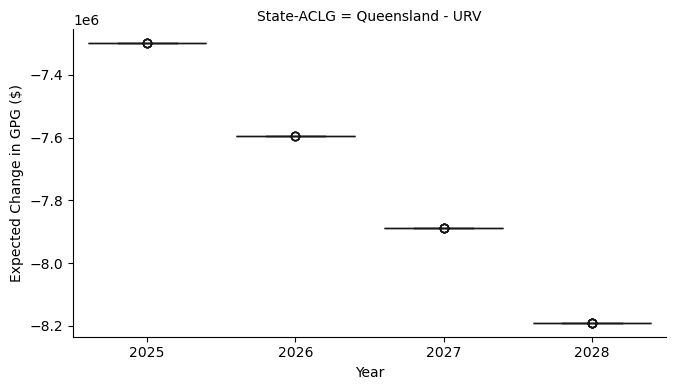 State-ACLG = Queensland - URV
1e6
−7.4
−7.6
−7.8
−8.0
−8.2
Expected Change in GPG ($)
2025 2026 2027 2028
Year